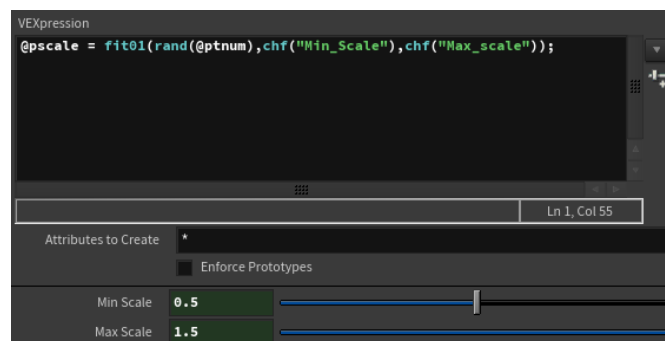 VEXpression
@pscale = fit01(rand(@ptnum),chf("Min_Scale"),chf("Max_scale"));
Ln 1, Col 55
Attributes to Create *
Enforce Prototypes
Min Scale 0.5
Max Scale 1.5